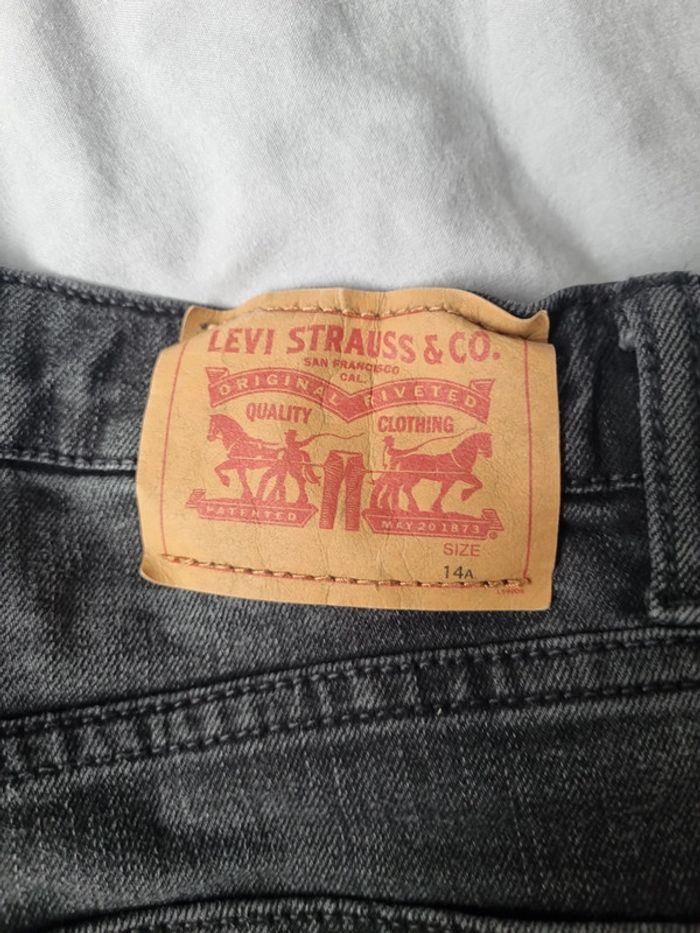 LEVI STRAUSS & CO.
SAN FRANCISCO
CAL.
ORIGINAL RIVETED
QUALITY CLOTHING
PATENTED MAY 20 1873
®
SIZE
14A